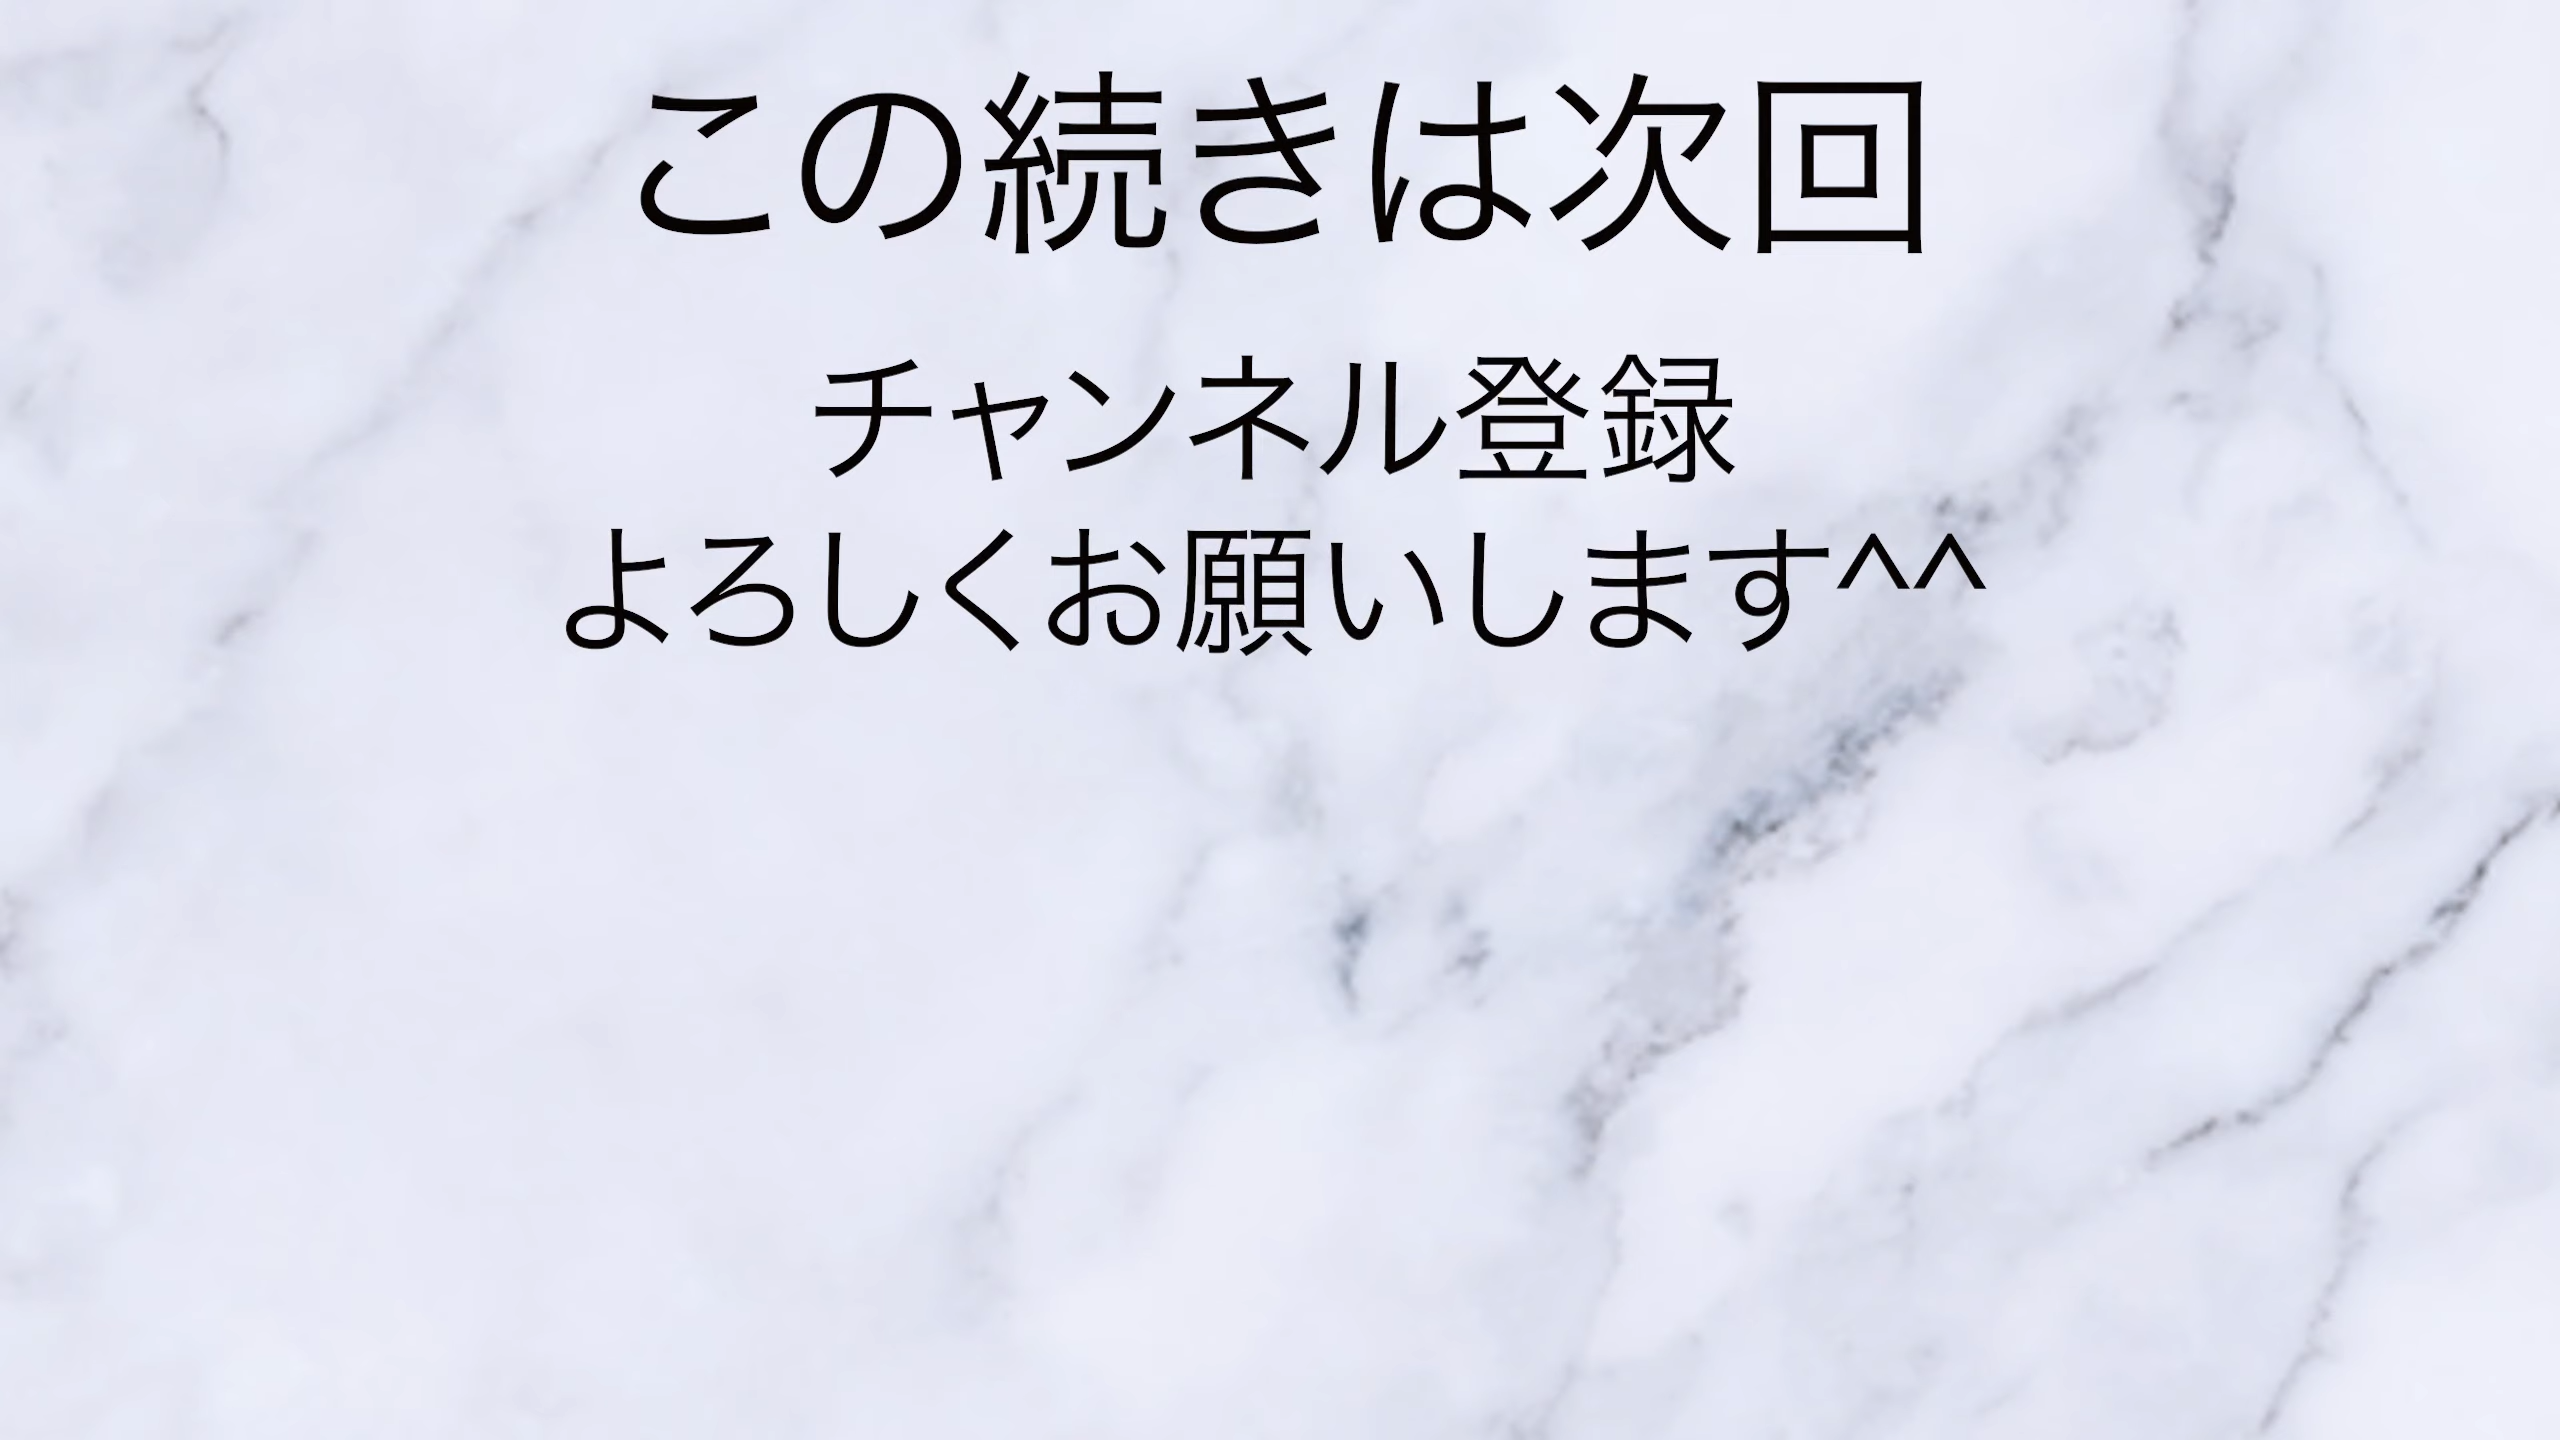 この続きは次回
チャンネル登録
よろしくお願いします^^